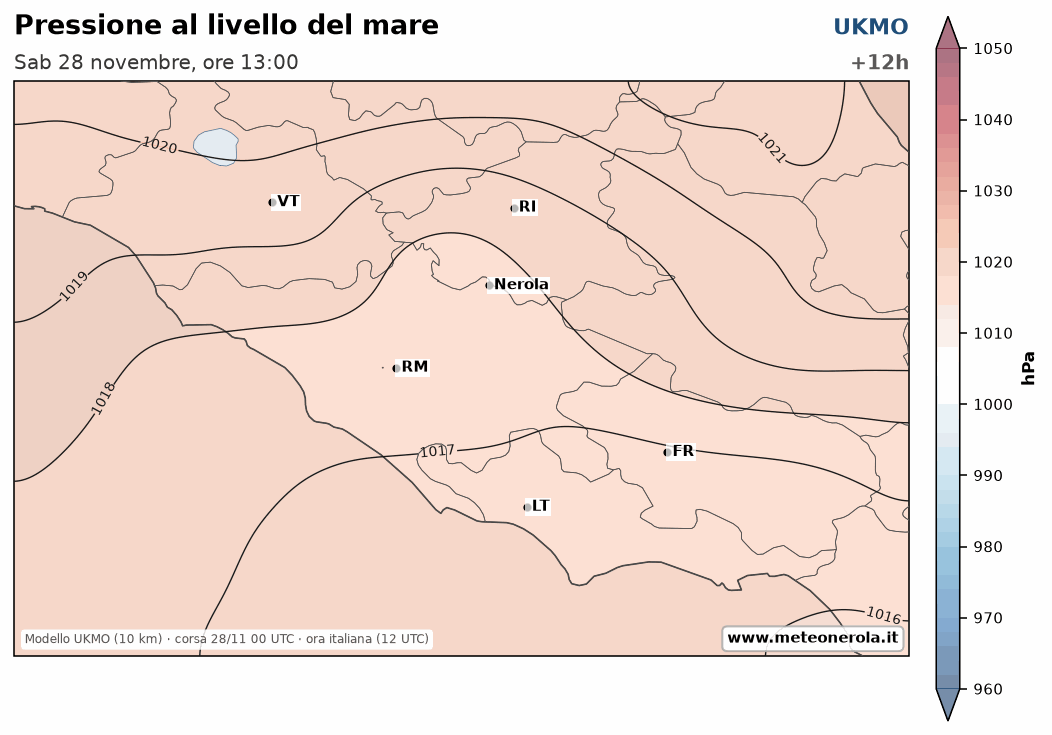 Pressione al livello del mare
UKMO
Sab 28 novembre, ore 13:00
+12h
1050
1040
1030
1020
1010
1000
990
980
970
960
hPa
1020
1021
VT
RI
1019
Nerola
RM
1018
1017
FR
LT
1016
Modello UKMO (10 km) · corsa 28/11 00 UTC · ora italiana (12 UTC)
www.meteonerola.it